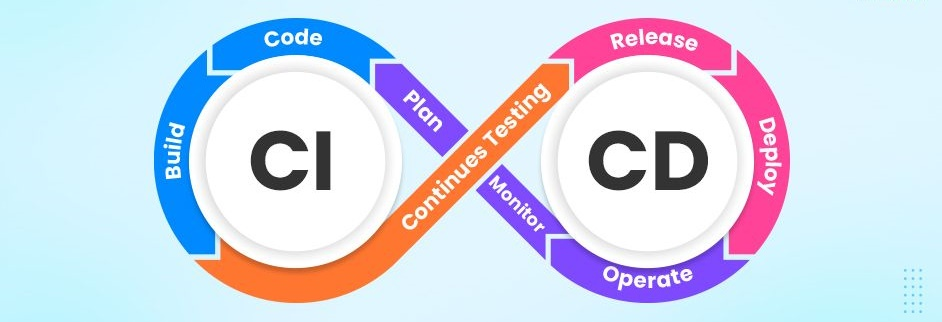 Code
Build
CI
Plan
Continues Testing
Monitor
Release
Deploy
CD
Operate